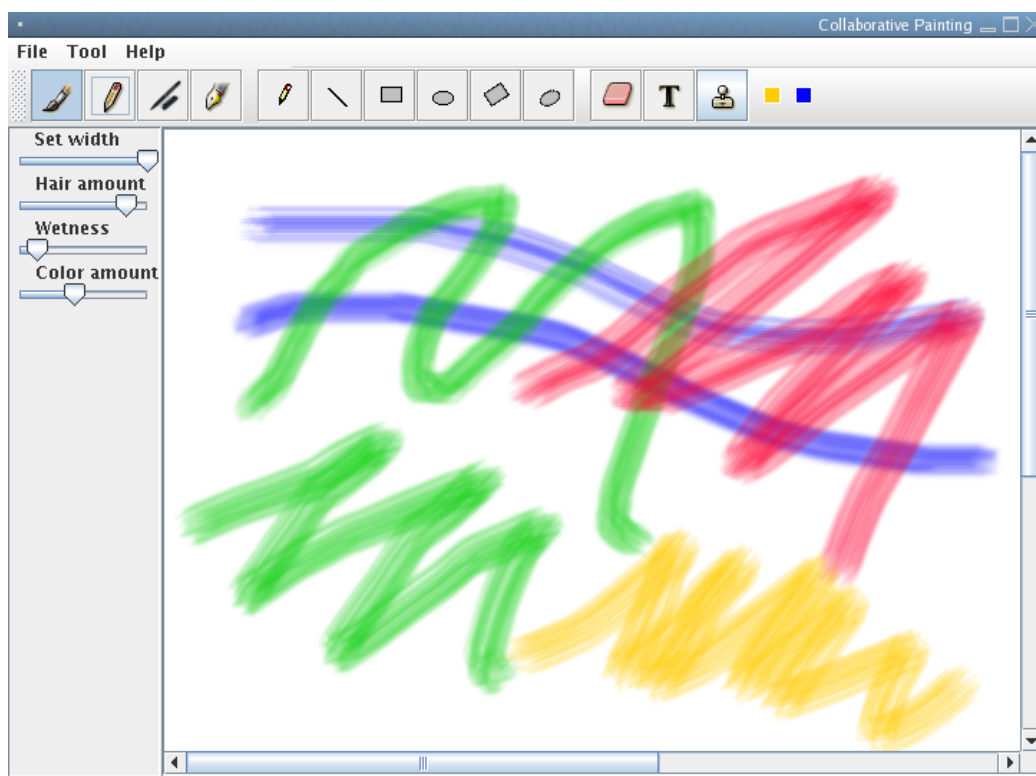 Collaborative Painting
File Tool Help
T
Set width
Hair amount
Wetness
Color amount